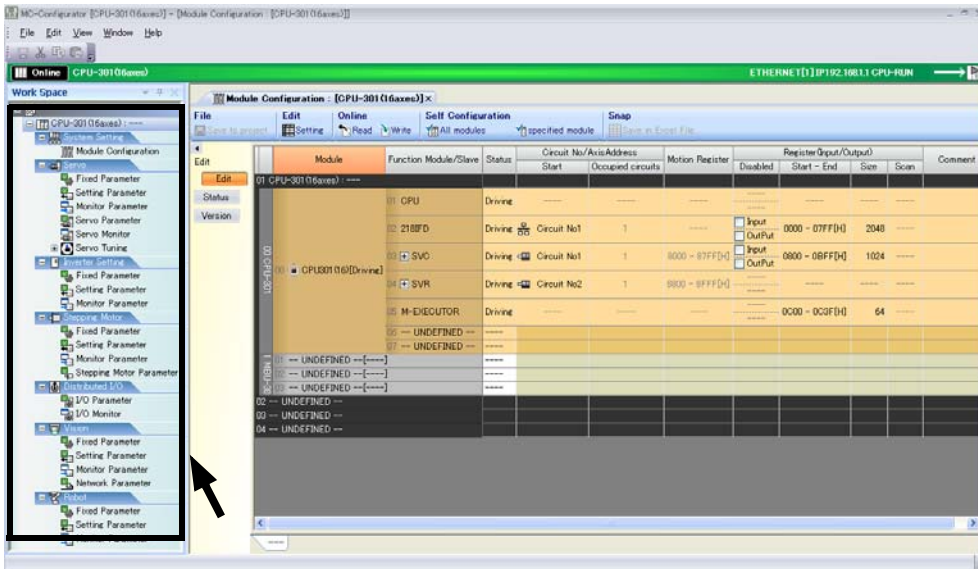 MC-Configurator [CPU-301(16axes)] - [Module Configuration : [CPU-301(16axes)]]
File Edit View Window Help
Online CPU-301(16axes) ETHERNET[1] IP192.168.1.1 CPU-RUN
Work Space
Module Configuration : [CPU-301(16axes)]
File Edit Online Self Configuration Snap
Save to project Setting Read Write All modules specified module Save in Excel File...
CPU-301(16axes) : ----
System Setting
Module Configuration
Servo
Fixed Parameter
Setting Parameter
Monitor Parameter
Servo Parameter
Servo Monitor
Servo Tuning
Inverter Setting
Fixed Parameter
Setting Parameter
Monitor Parameter
Stepping Motor
Fixed Parameter
Setting Parameter
Monitor Parameter
Stepping Motor Parameter
Distributed I/O
I/O Parameter
I/O Monitor
Vision
Fixed Parameter
Setting Parameter
Monitor Parameter
Network Parameter
Robot
Fixed Parameter
Setting Parameter
Edit
Edit
Status
Version
Module Function Module/Slave Status Circuit No/AxisAddress Motion Register Register(Input/Output) Comment
Start Occupied circuits Disabled Start - End Size Scan
01 CPU-301(16axes) : ----
00 CPU-301
00 CPU301(16)[Driving]
01 CPU Driving ---- ---- ---- ---- ---- ---- ----
02 218IFD Driving Circuit No1 1 ---- Input OutPut 0000 - 07FF[H] 2048 ----
03 SVC Driving Circuit No1 1 8000 - 87FF[H] Input OutPut 0800 - 0BFF[H] 1024 ----
04 SVR Driving Circuit No2 1 8800 - 8FFF[H] ---- ---- ---- ----
05 M-EXECUTOR Driving ---- ---- ---- ---- 0C00 - 0C3F[H] 64 ----
06 -- UNDEFINED -- ----
07 -- UNDEFINED -- ----
01 -- UNDEFINED --[----] ----
02 -- UNDEFINED --[----] ----
03 -- UNDEFINED --[----] ----
02 -- UNDEFINED --
03 -- UNDEFINED --
04 -- UNDEFINED --
----